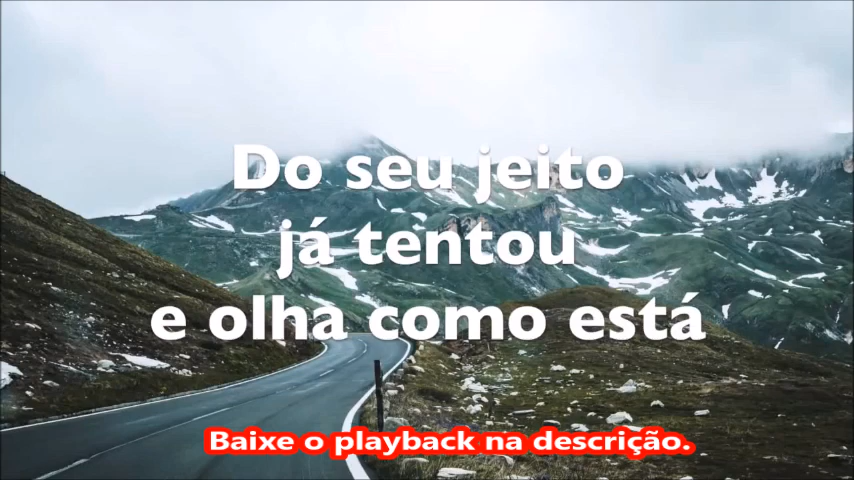 Do seu jeito
já tentou
e olha como está
Baixe o playback na descrição.